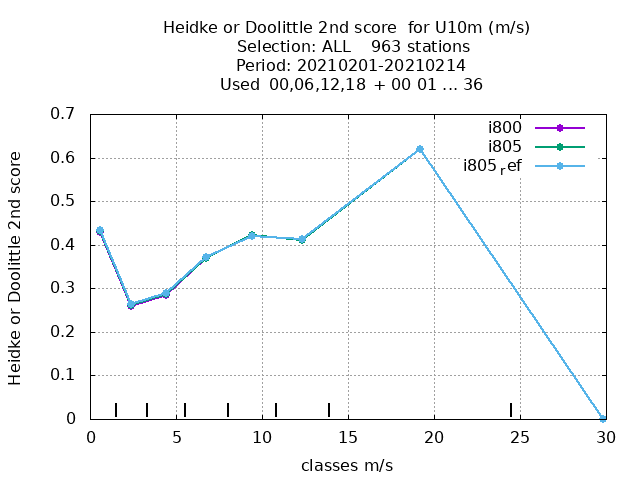 Heidke or Doolittle 2nd score  for U10m (m/s)
Selection: ALL    963 stations
Period: 20210201-20210214
Used  00,06,12,18 + 00 01 ... 36
i800
i805
i805ref
Heidke or Doolittle 2nd score
0.7
0.6
0.5
0.4
0.3
0.2
0.1
0
0 5 10 15 20 25 30
classes m/s